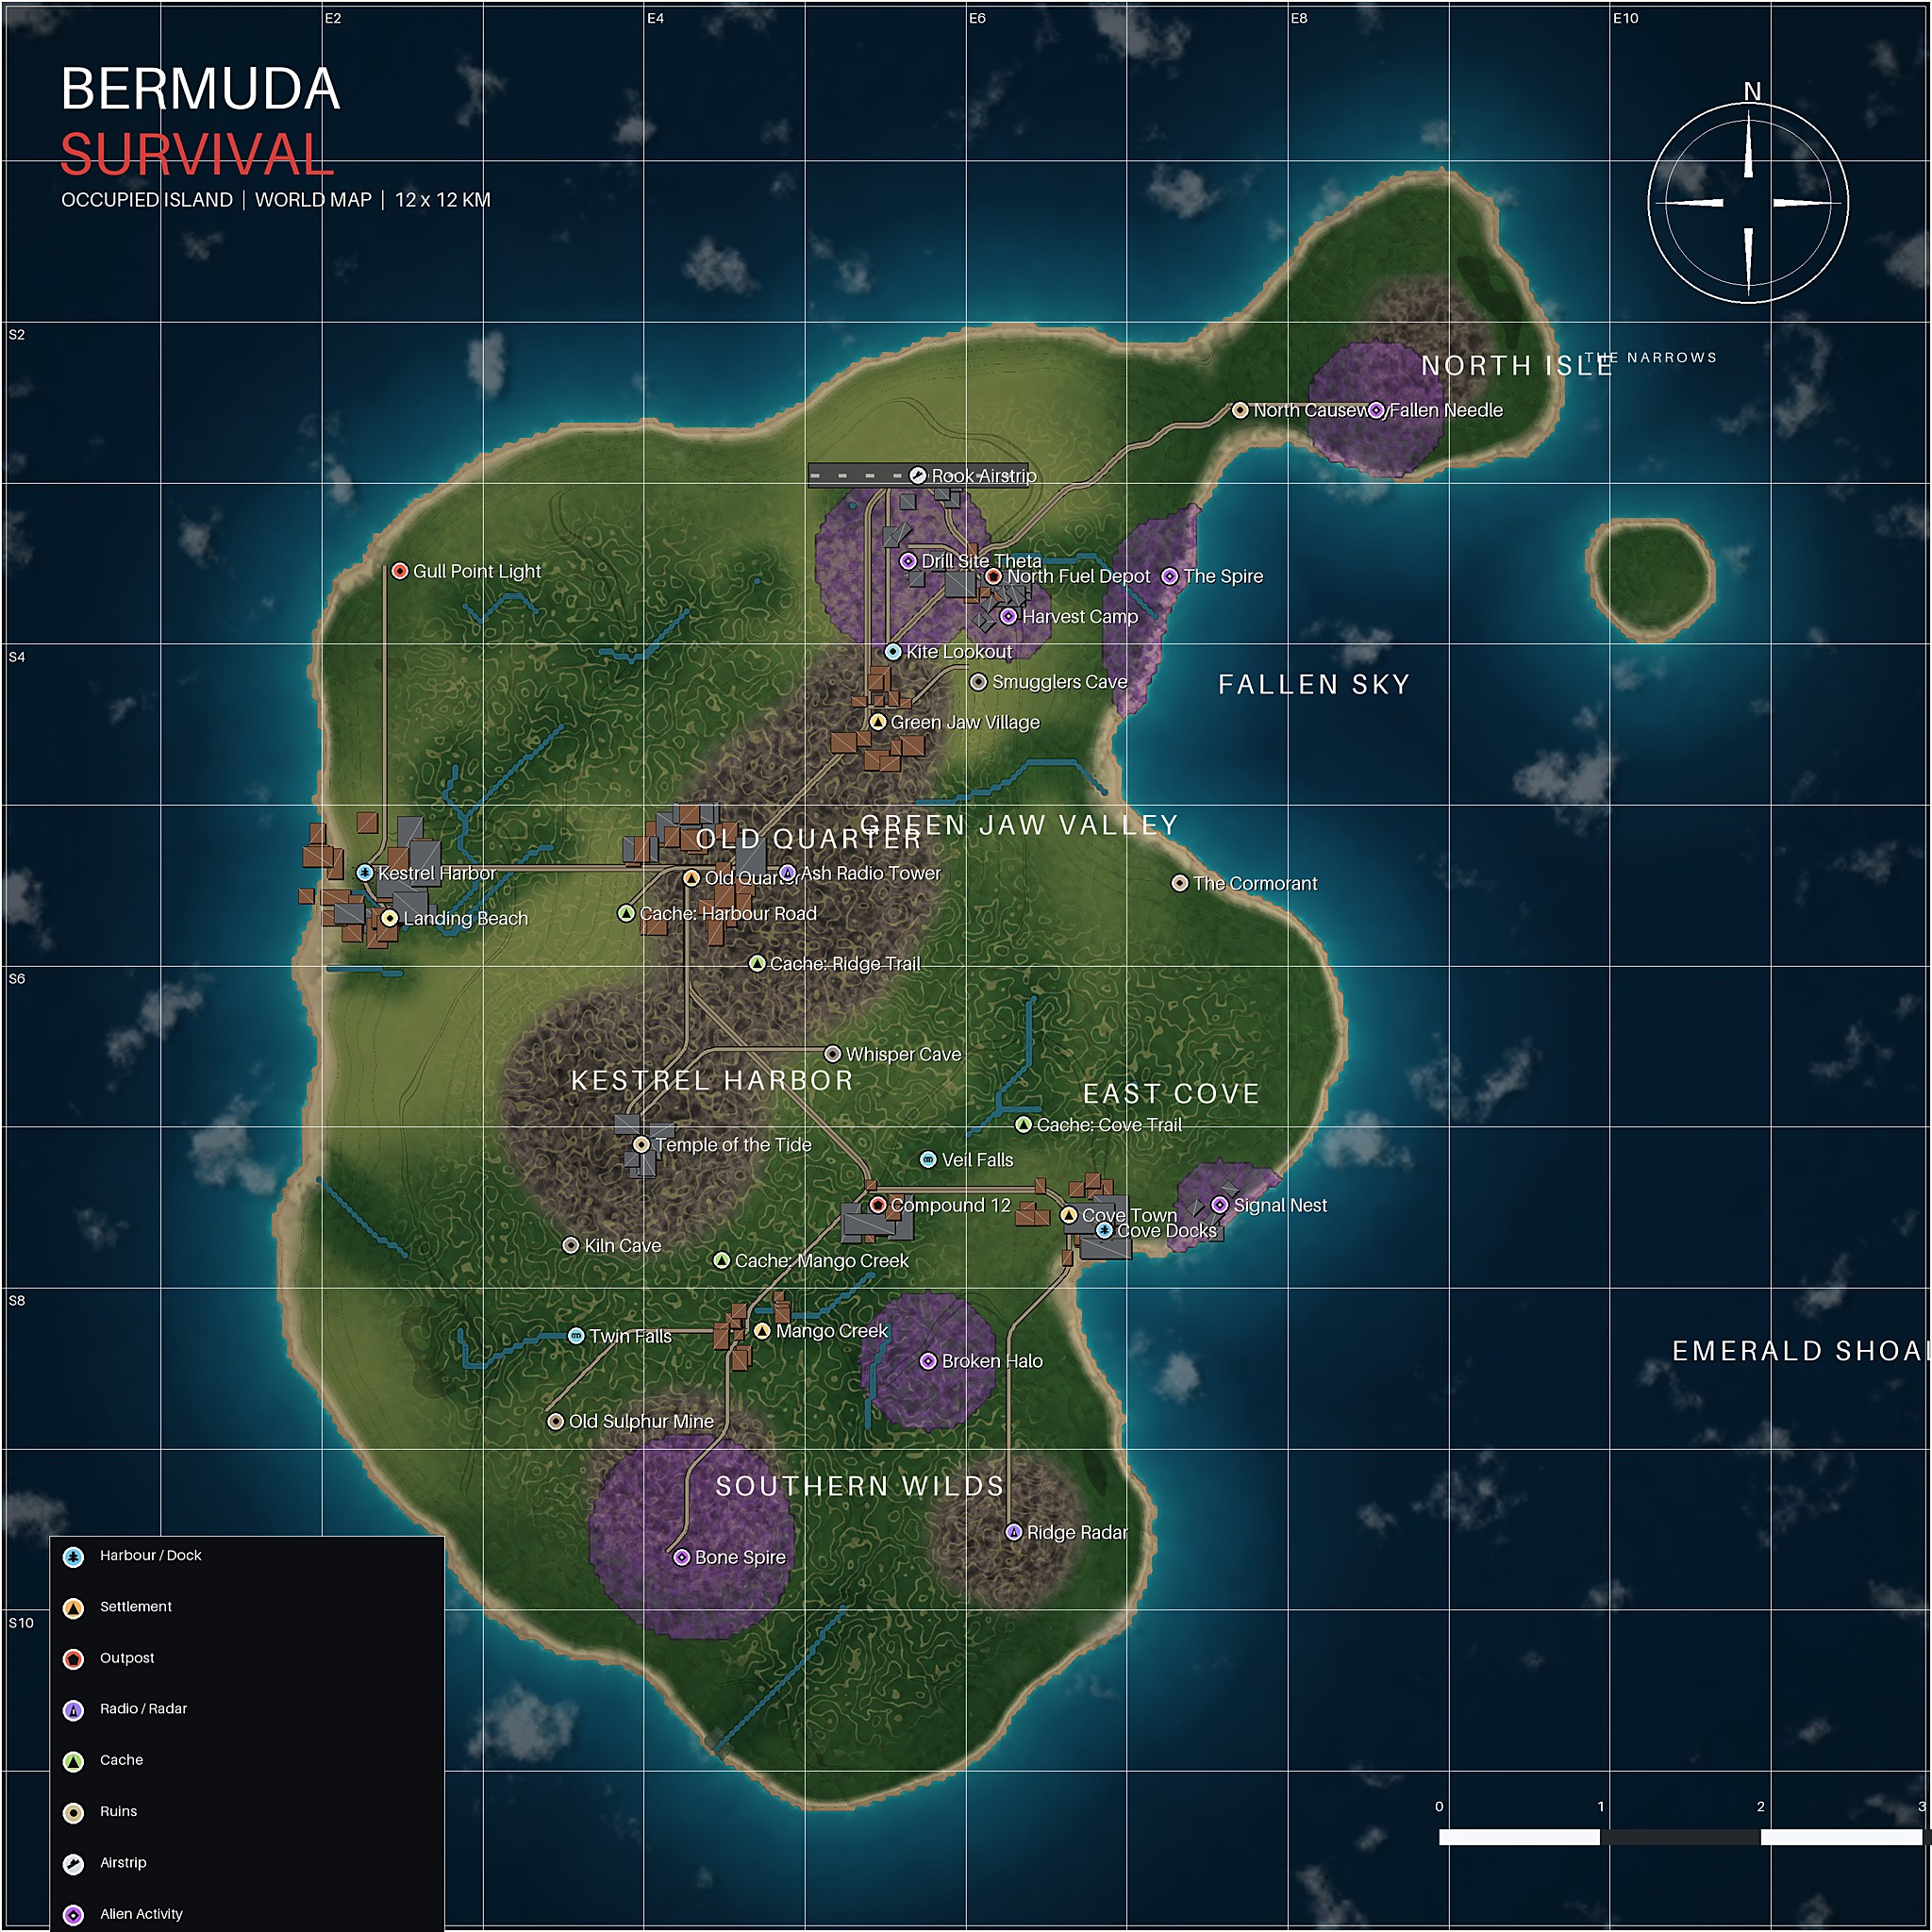 E2
E4
E6
E8
E10
BERMUDA
SURVIVAL
OCCUPIED ISLAND | WORLD MAP | 12 x 12 KM
N
S2
NORTH ISLE
THE NARROWS
North Causeway
Fallen Needle
Rook Airstrip
Drill Site Theta
Gull Point Light
North Fuel Depot
The Spire
Harvest Camp
S4
Kite Lookout
Smugglers Cave
FALLEN SKY
Green Jaw Village
GREEN JAW VALLEY
OLD QUARTER
Kestrel Harbor
Old Quarter
Ash Radio Tower
The Cormorant
Landing Beach
Cache: Harbour Road
Cache: Ridge Trail
S6
Whisper Cave
KESTREL HARBOR
EAST COVE
Cache: Cove Trail
Temple of the Tide
Veil Falls
Compound 12
Signal Nest
Cove Town
Cove Docks
Kiln Cave
Cache: Mango Creek
S8
Twin Falls
Mango Creek
EMERALD SHOAL
Broken Halo
Old Sulphur Mine
SOUTHERN WILDS
Ridge Radar
Bone Spire
Harbour / Dock
Settlement
S10
Outpost
Radio / Radar
Cache
Ruins
Airstrip
Alien Activity
0 1 2 3